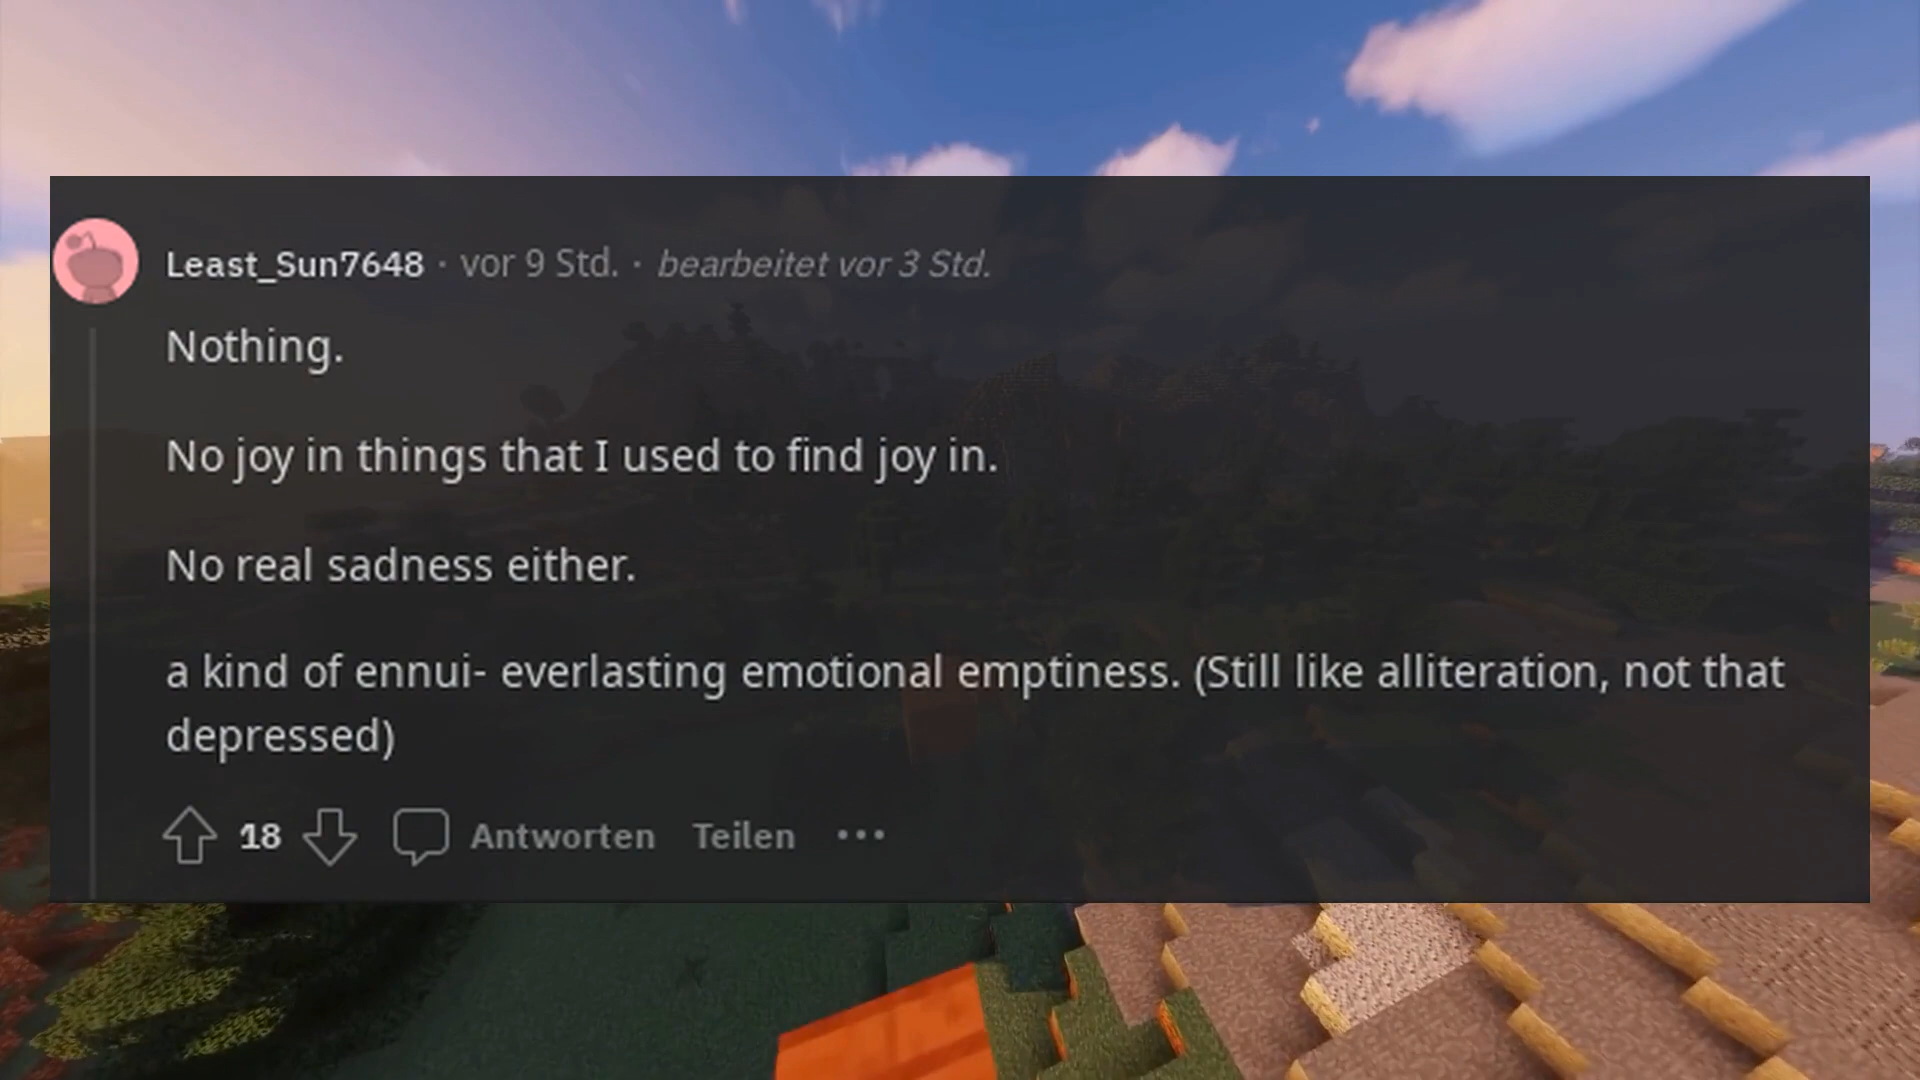 Least_Sun7648 · vor 9 Std. · bearbeitet vor 3 Std.
Nothing.
No joy in things that I used to find joy in.
No real sadness either.
a kind of ennui- everlasting emotional emptiness. (Still like alliteration, not that
depressed)
18 Antworten Teilen ...